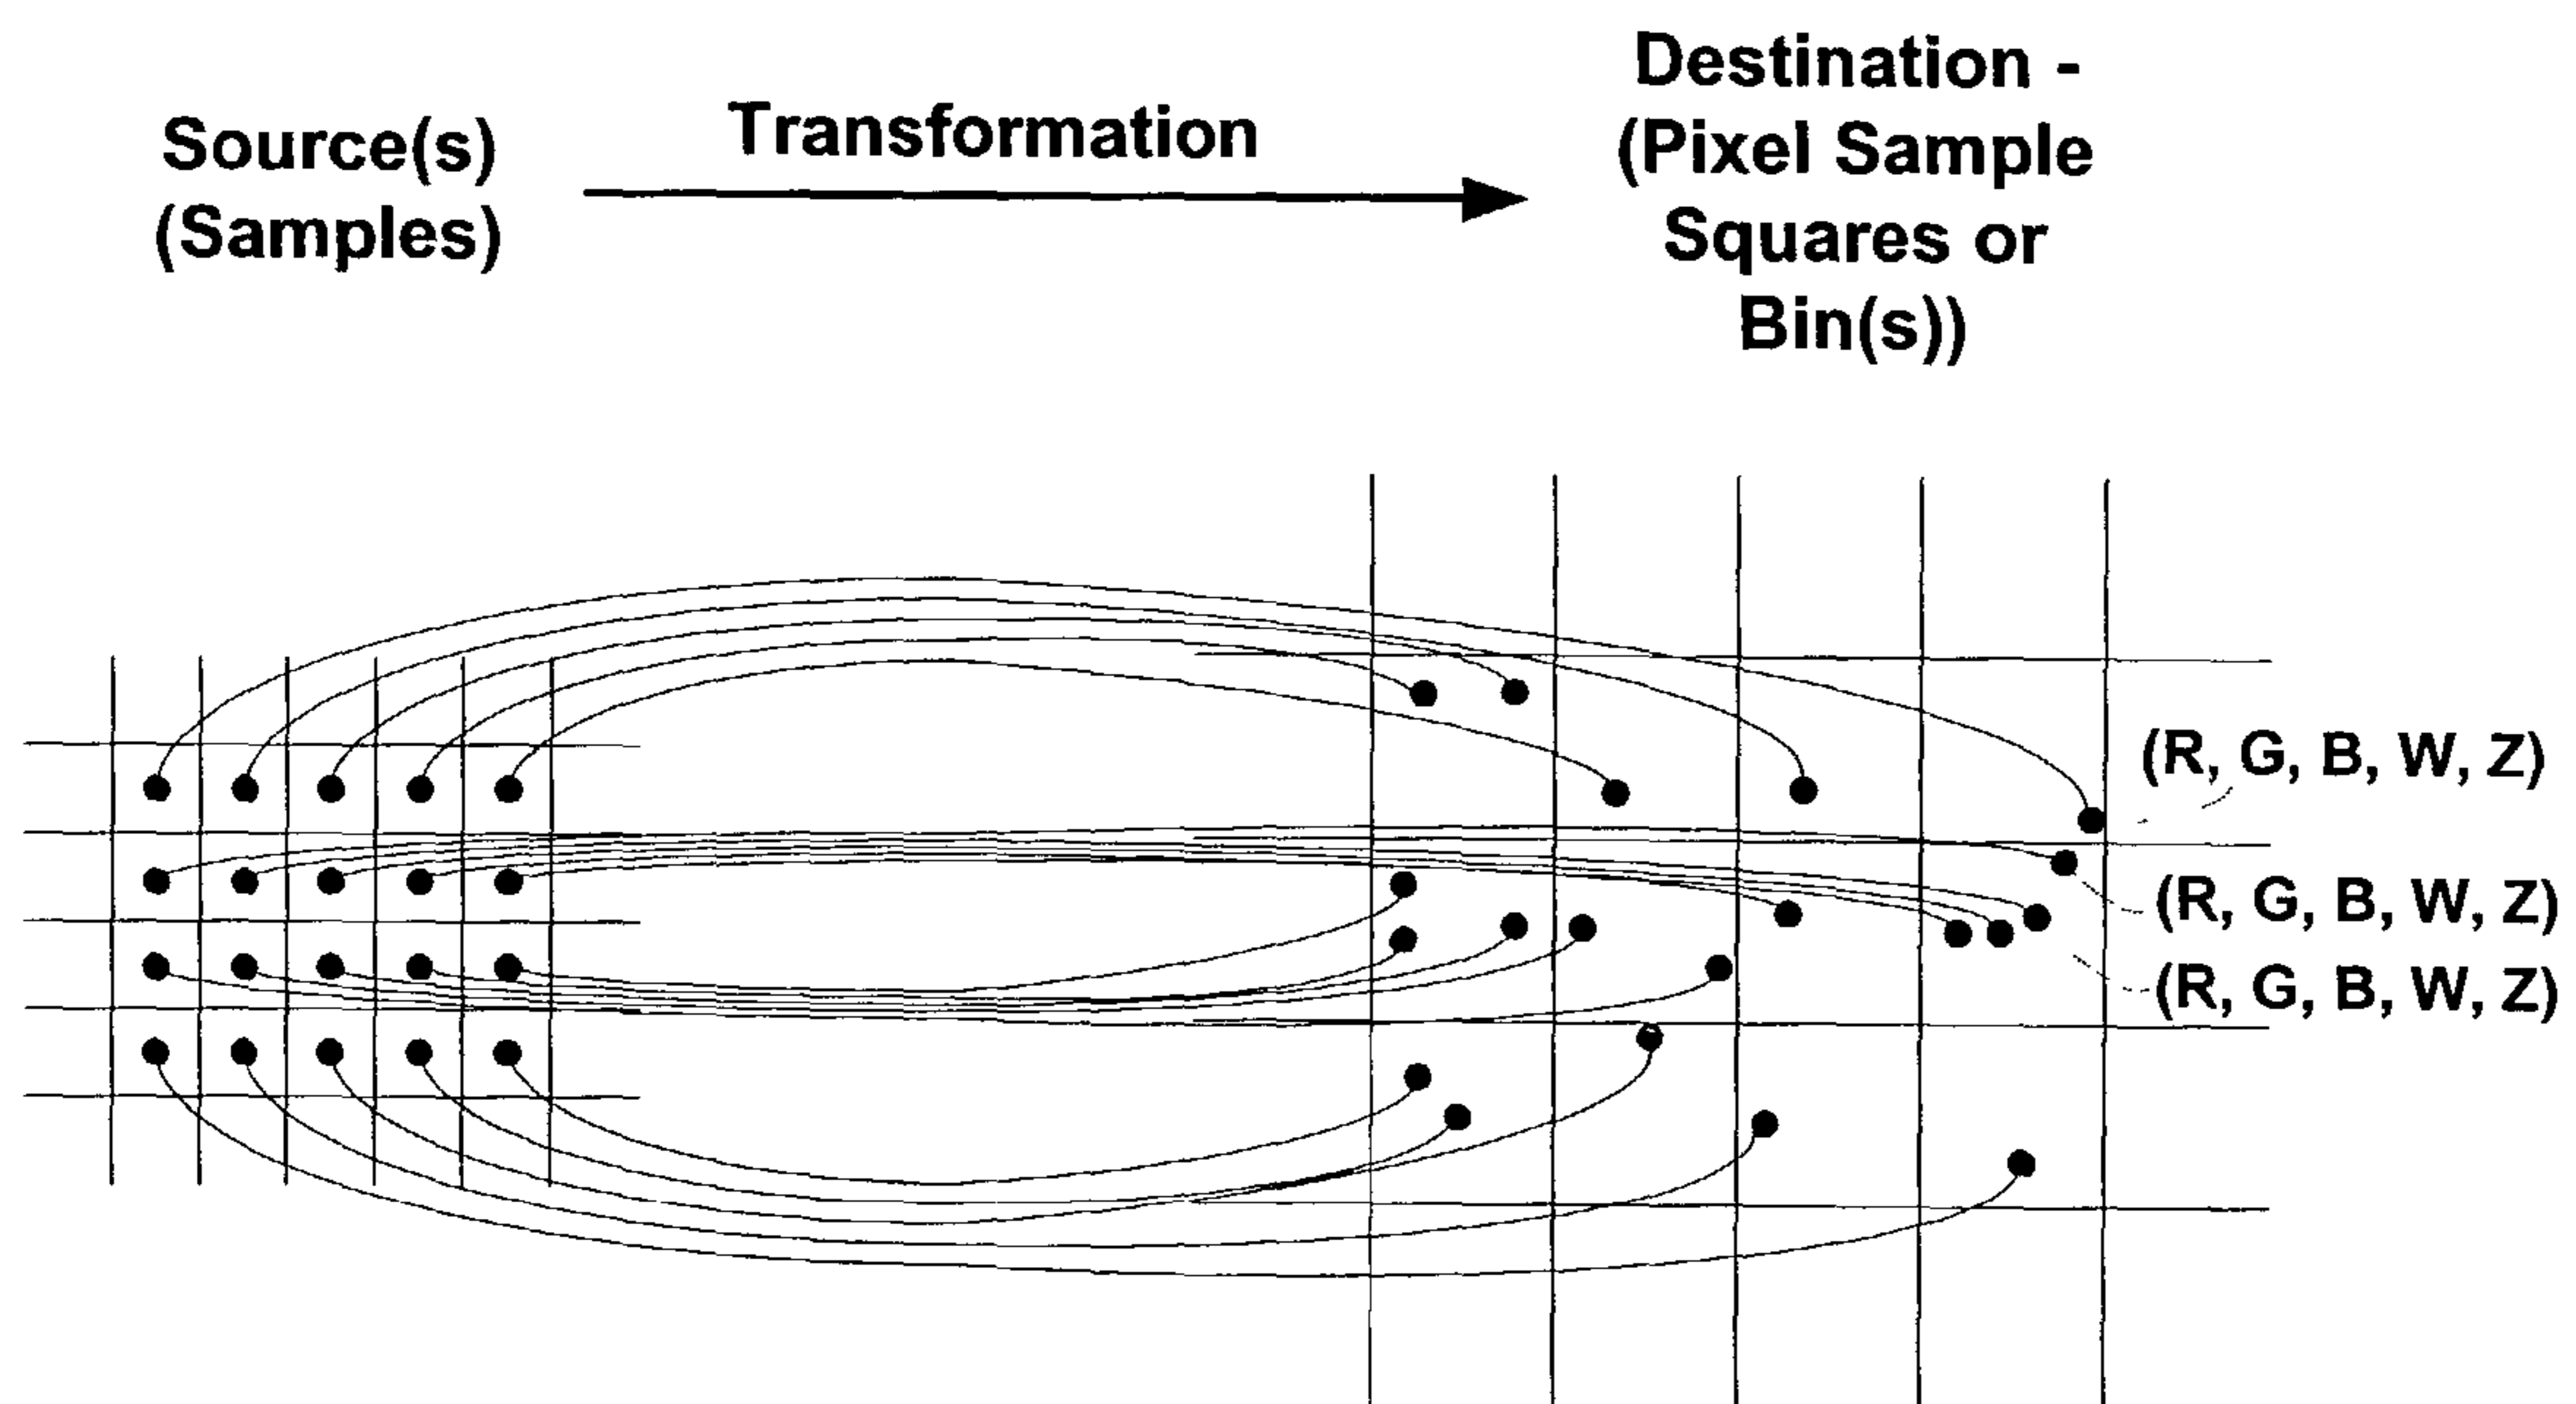 Source(s)
(Samples)
Transformation
Destination -
(Pixel Sample
Squares or
Bin(s))
(R, G, B, W, Z)
(R, G, B, W, Z)
(R, G, B, W, Z)